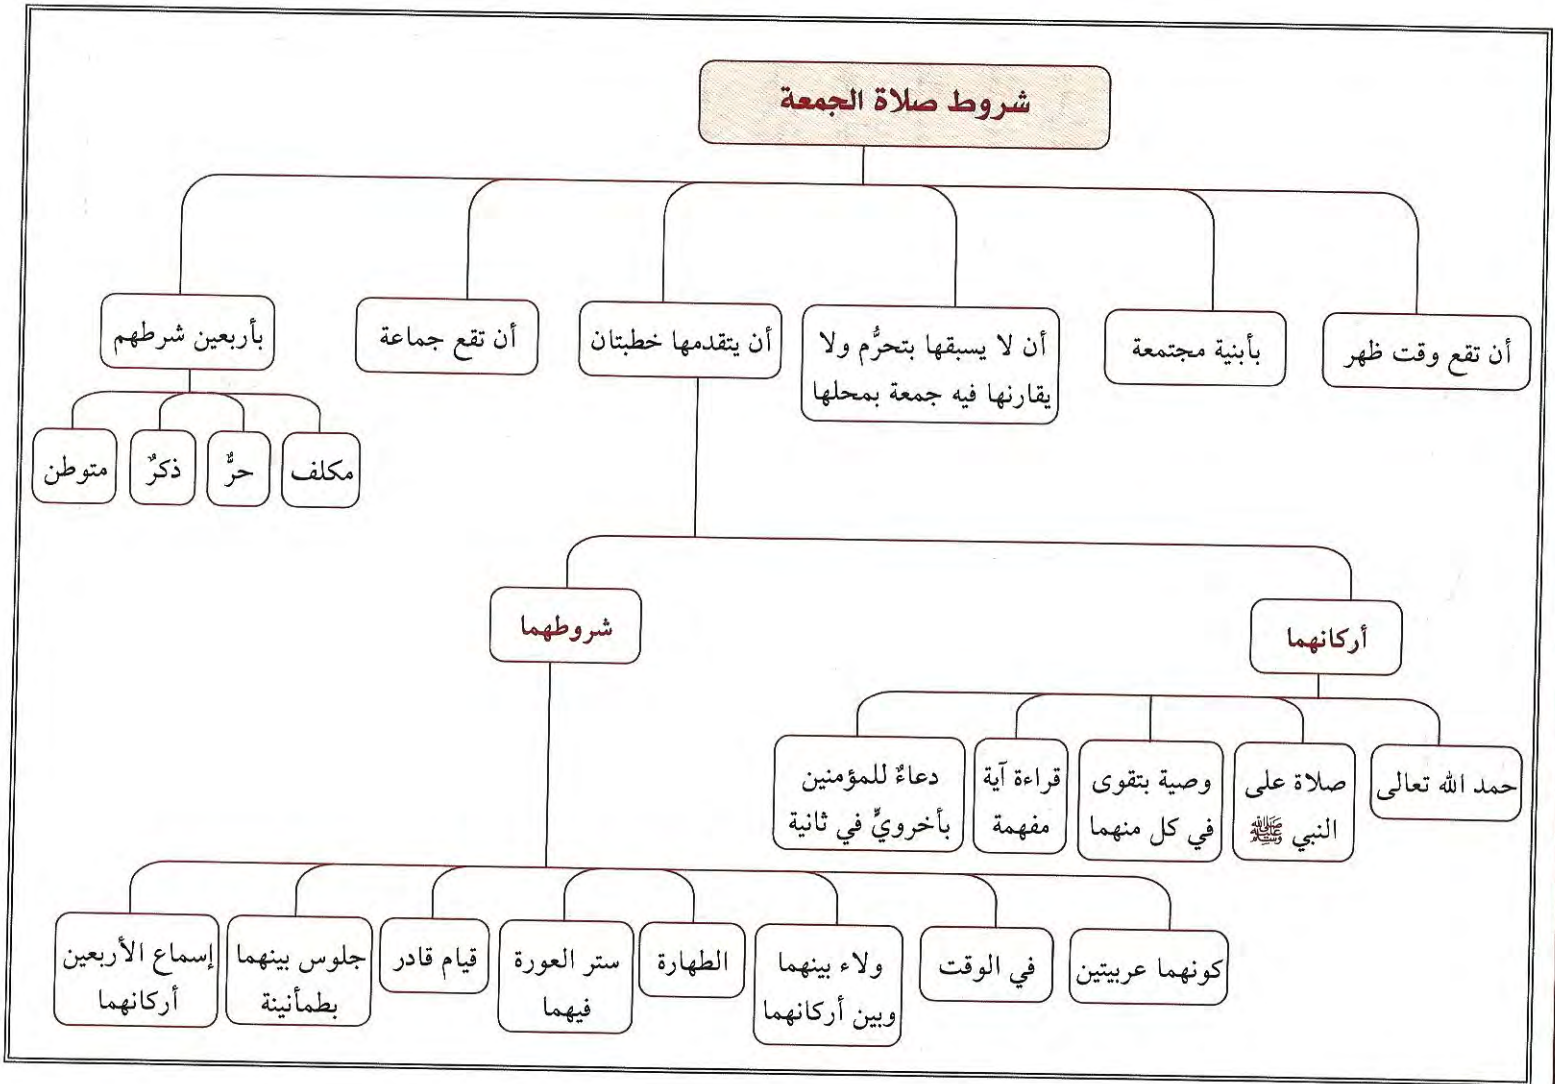 شروط صلاة الجمعة
أن تقع وقت ظهر
بأبنية مجتمعة
أن لا يسبقها بتحرُّم ولا
يقارنها فيه جمعة بمحلها
أن يتقدمها خطبتان
أن تقع جماعة
بأربعين شرطهم
مكلف
حرٌّ
ذكرٌ
متوطن
أركانهما
شروطهما
حمد الله تعالى
صلاة على
النبي ﷺ
وصية بتقوى
في كل منهما
قراءة آية
مفهمة
دعاءٌ للمؤمنين
بأخرويٍّ في ثانية
كونهما عربيتين
في الوقت
ولاء بينهما
وبين أركانهما
الطهارة
ستر العورة
فيهما
قيام قادر
جلوس بينهما
بطمأنينة
إسماع الأربعين
أركانهما